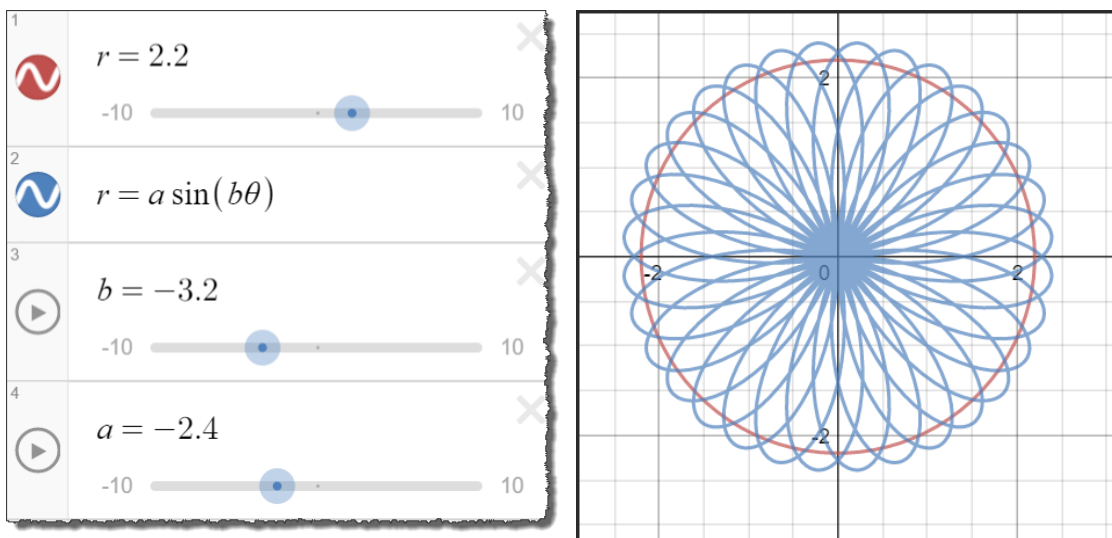 1
r = 2.2
-10 10
2
r = a sin(bθ)
3
b = −3.2
-10 10
4
a = −2.4
-10 10
2
-2 0 2
-2